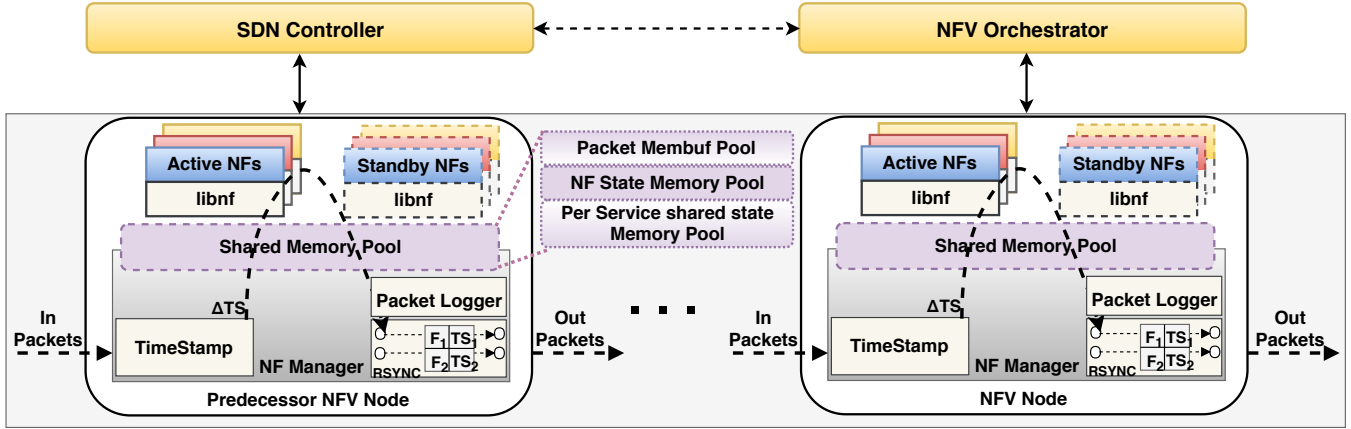 SDN Controller
NFV Orchestrator
Active NFs
libnf
Standby NFs
libnf
Shared Memory Pool
Packet Membuf Pool
NF State Memory Pool
Per Service shared state
Memory Pool
In
Packets
ΔTS
TimeStamp
Packet Logger
F1 TS1
F2 TS2
RSYNC
NF Manager
Predecessor NFV Node
Out
Packets
. . .
Active NFs
libnf
Standby NFs
libnf
Shared Memory Pool
In
Packets
ΔTS
TimeStamp
Packet Logger
F1 TS1
F2 TS2
RSYNC
NF Manager
NFV Node
Out
Packets